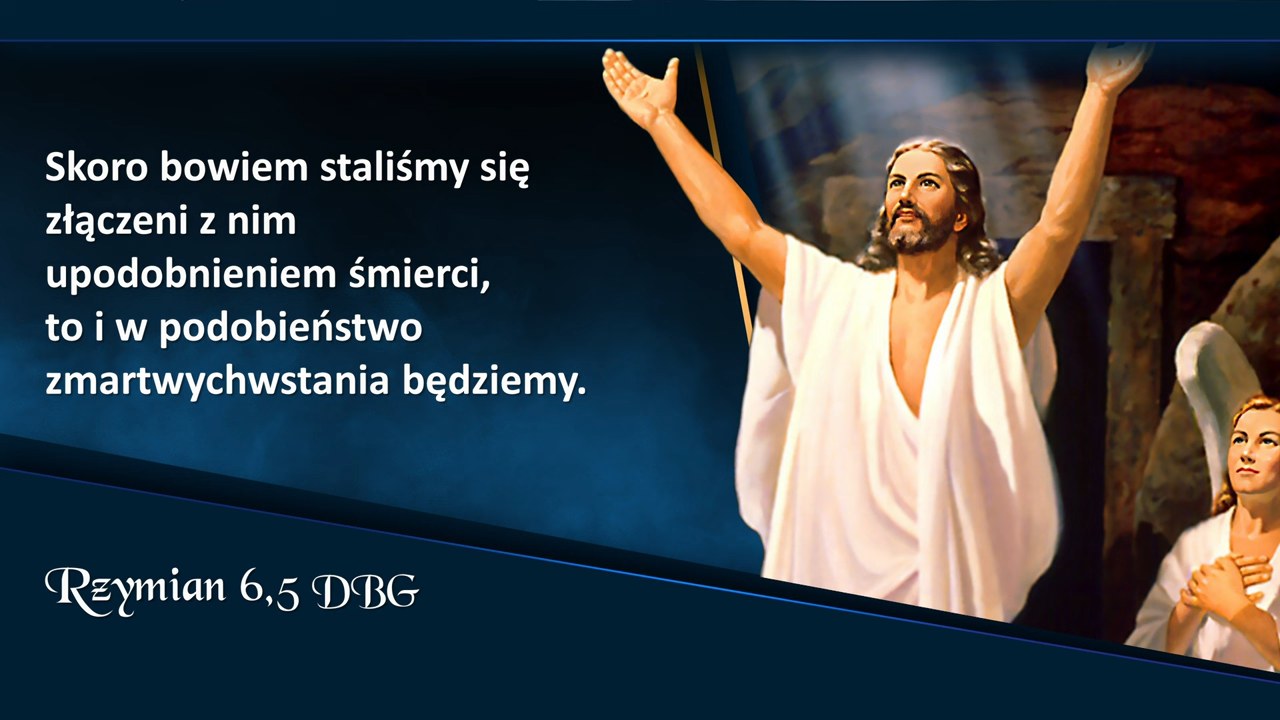 Skoro bowiem staliśmy się
złączeni z nim
upodobnieniem śmierci,
to i w podobieństwo
zmartwychwstania będziemy.
Rzymian 6,5 DBG